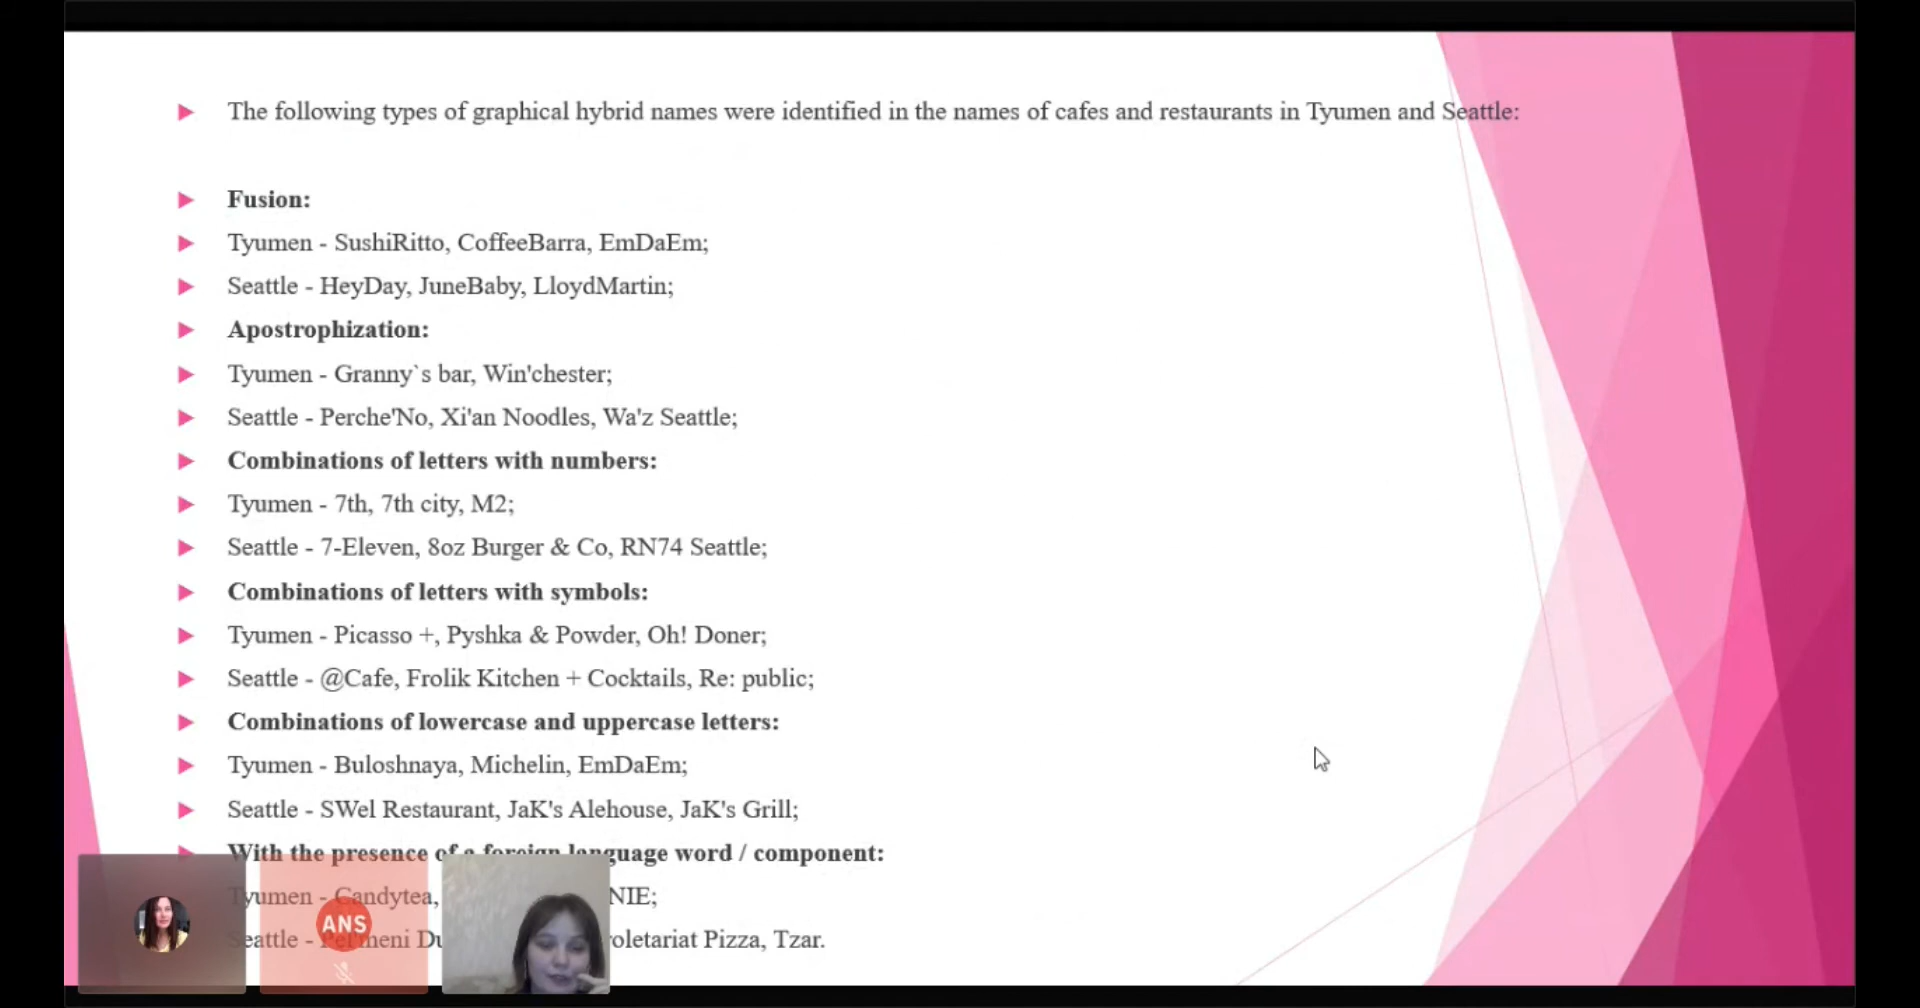 The following types of graphical hybrid names were identified in the names of cafes and restaurants in Tyumen and Seattle:
Fusion:
Tyumen - SushiRitto, CoffeeBarra, EmDaEm;
Seattle - HeyDay, JuneBaby, LloydMartin;
Apostrophization:
Tyumen - Granny`s bar, Win'chester;
Seattle - Perche'No, Xi'an Noodles, Wa'z Seattle;
Combinations of letters with numbers:
Tyumen - 7th, 7th city, M2;
Seattle - 7-Eleven, 8oz Burger & Co, RN74 Seattle;
Combinations of letters with symbols:
Tyumen - Picasso +, Pyshka & Powder, Oh! Doner;
Seattle - @Cafe, Frolik Kitchen + Cocktails, Re: public;
Combinations of lowercase and uppercase letters:
Tyumen - Buloshnaya, Michelin, EmDaEm;
Seattle - SWel Restaurant, JaK's Alehouse, JaK's Grill;
With the presence of a foreign language word / component:
Tyumen - Candytea,
Seattle - Pel'meni Pizza, Tzar.
ANS